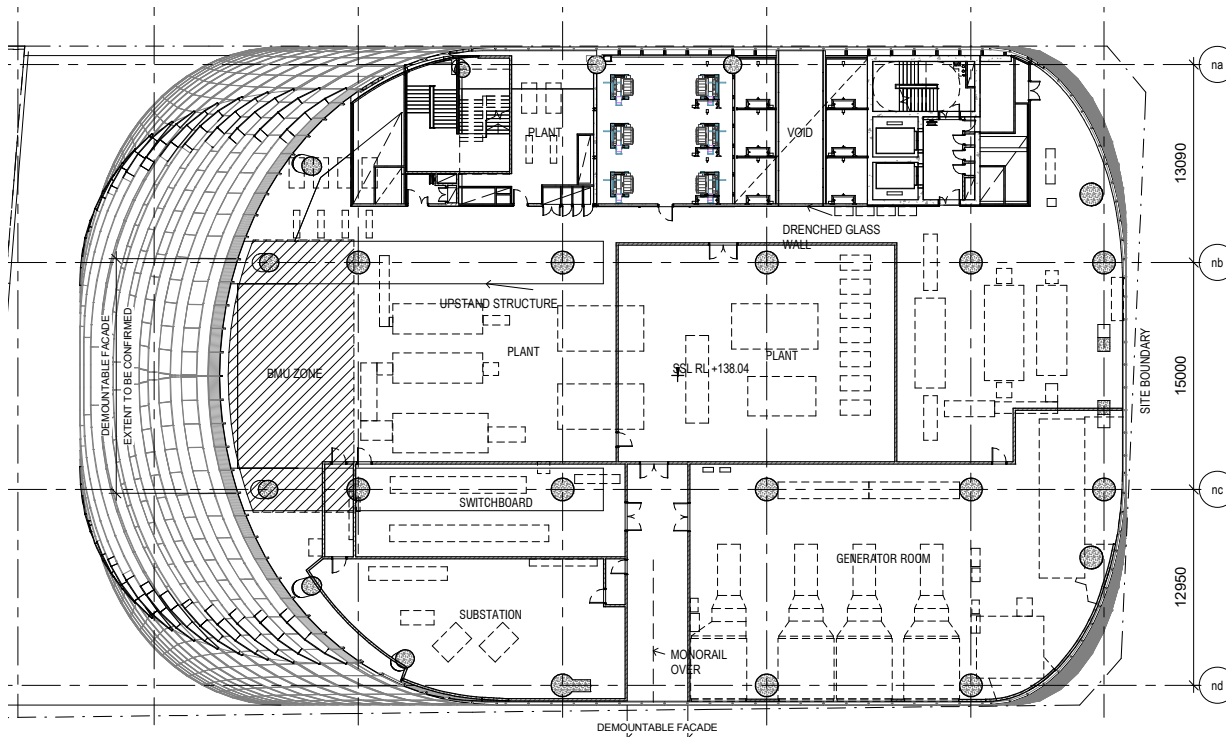 na
PLANT
VOID
13090
DRENCHED GLASS
WALL
nb
UPSTAND STRUCTURE
DEMOUNTABLE FACADE
EXTENT TO BE CONFIRMED
PLANT
PLANT
BMU ZONE
SSL RL +138.04
SITE BOUNDARY
15000
nc
SWITCHBOARD
GENERATOR ROOM
12950
SUBSTATION
MONORAIL
OVER
nd
DEMOUNTABLE FACADE